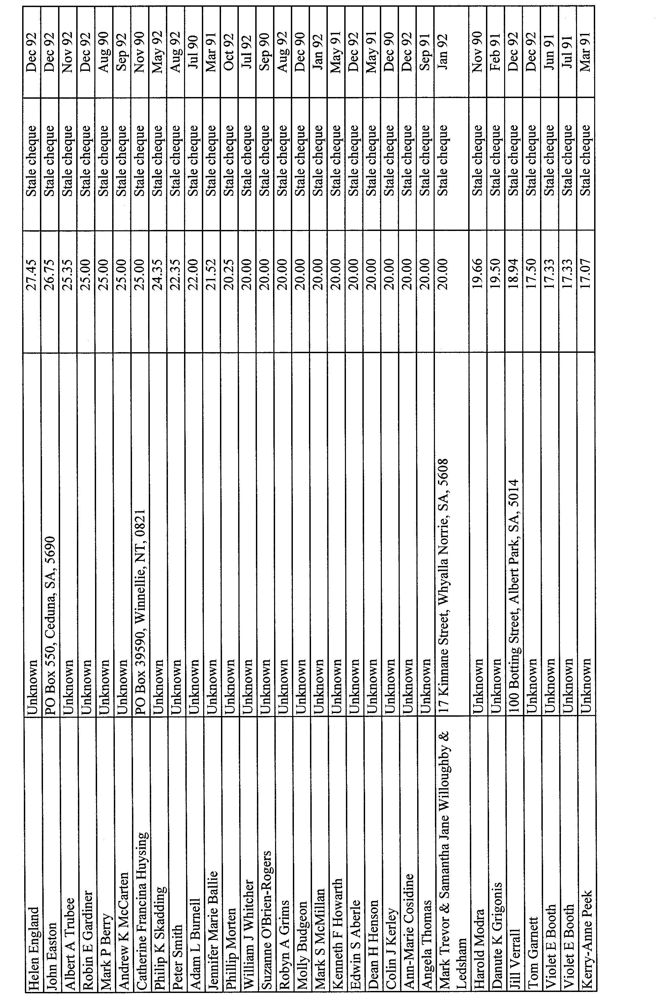 Helen England Unknown 27.45 Stale cheque Dec 92
John Easton PO Box 550, Ceduna, SA, 5690 26.75 Stale cheque Dec 92
Albert A Trubee Unknown 25.35 Stale cheque Nov 92
Robin E Gardiner Unknown 25.00 Stale cheque Dec 92
Mark P Berry Unknown 25.00 Stale cheque Aug 90
Andrew K McCarten Unknown 25.00 Stale cheque Sep 92
Catherine Francina Huysing PO Box 39590, Winnellie, NT, 0821 25.00 Stale cheque Nov 90
Philip K Skadding Unknown 24.35 Stale cheque May 92
Peter Smith Unknown 22.35 Stale cheque Aug 92
Adam L Burnell Unknown 22.00 Stale cheque Jul 90
Jennifer Marie Ballie Unknown 21.52 Stale cheque Mar 91
Phillip Morten Unknown 20.25 Stale cheque Oct 92
William J Whitcher Unknown 20.00 Stale cheque Jul 92
Suzanne O'Brien-Rogers Unknown 20.00 Stale cheque Sep 90
Robyn A Grims Unknown 20.00 Stale cheque Aug 92
Molly Budgeon Unknown 20.00 Stale cheque Dec 90
Mark S McMillan Unknown 20.00 Stale cheque Jan 92
Kenneth F Howarth Unknown 20.00 Stale cheque May 91
Edwin S Aberle Unknown 20.00 Stale cheque Dec 92
Dean H Henson Unknown 20.00 Stale cheque May 91
Colin J Kerley Unknown 20.00 Stale cheque Dec 90
Ann-Marie Cosidine Unknown 20.00 Stale cheque Dec 92
Angela Thomas Unknown 20.00 Stale cheque Sep 91
Mark Trevor & Samantha Jane Willoughby & 17 Kinnane Street, Whyalla Norrie, SA, 5608 20.00 Stale cheque Jan 92
Ledsham
Harold Modra Unknown 19.66 Stale cheque Nov 90
Danute K Grigonis Unknown 19.50 Stale cheque Feb 91
Jill Verrall 100 Botting Street, Albert Park, SA, 5014 18.94 Stale cheque Dec 92
Tom Garnett Unknown 17.50 Stale cheque Dec 92
Violet E Booth Unknown 17.33 Stale cheque Jun 91
Violet E Booth Unknown 17.33 Stale cheque Jul 91
Kerry-Anne Peek Unknown 17.07 Stale cheque Mar 91